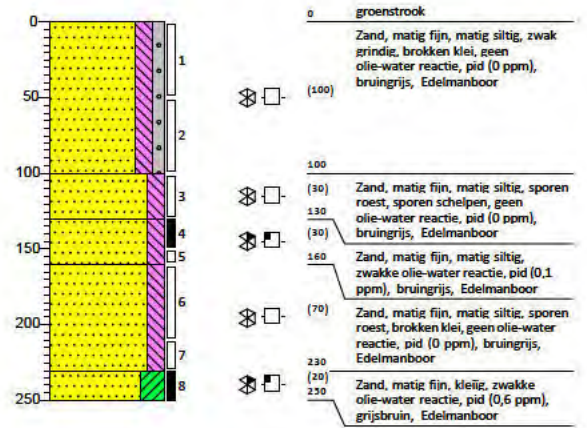 0
50
100
150
200
250
1
2
3
4
5
6
7
8
0 groenstrook
(100)
Zand, matig fijn, matig siltig, zwak
grindig, brokken klei, geen
olie-water reactie, pid (0 ppm),
bruingrijs, Edelmanboor
100
(30)
Zand, matig fijn, matig siltig, sporen
roest, sporen schelpen, geen
olie-water reactie, pid (0 ppm),
bruingrijs, Edelmanboor
130
(30)
Zand, matig fijn, matig siltig,
zwakke olie-water reactie, pid (0,1
ppm), bruingrijs, Edelmanboor
160
(70)
Zand, matig fijn, matig siltig, sporen
roest, brokken klei, geen olie-water
reactie, pid (0 ppm), bruingrijs,
Edelmanboor
230
(20)
Zand, matig fijn, kleiïg, zwakke
olie-water reactie, pid (0,6 ppm),
grijsbruin, Edelmanboor
250